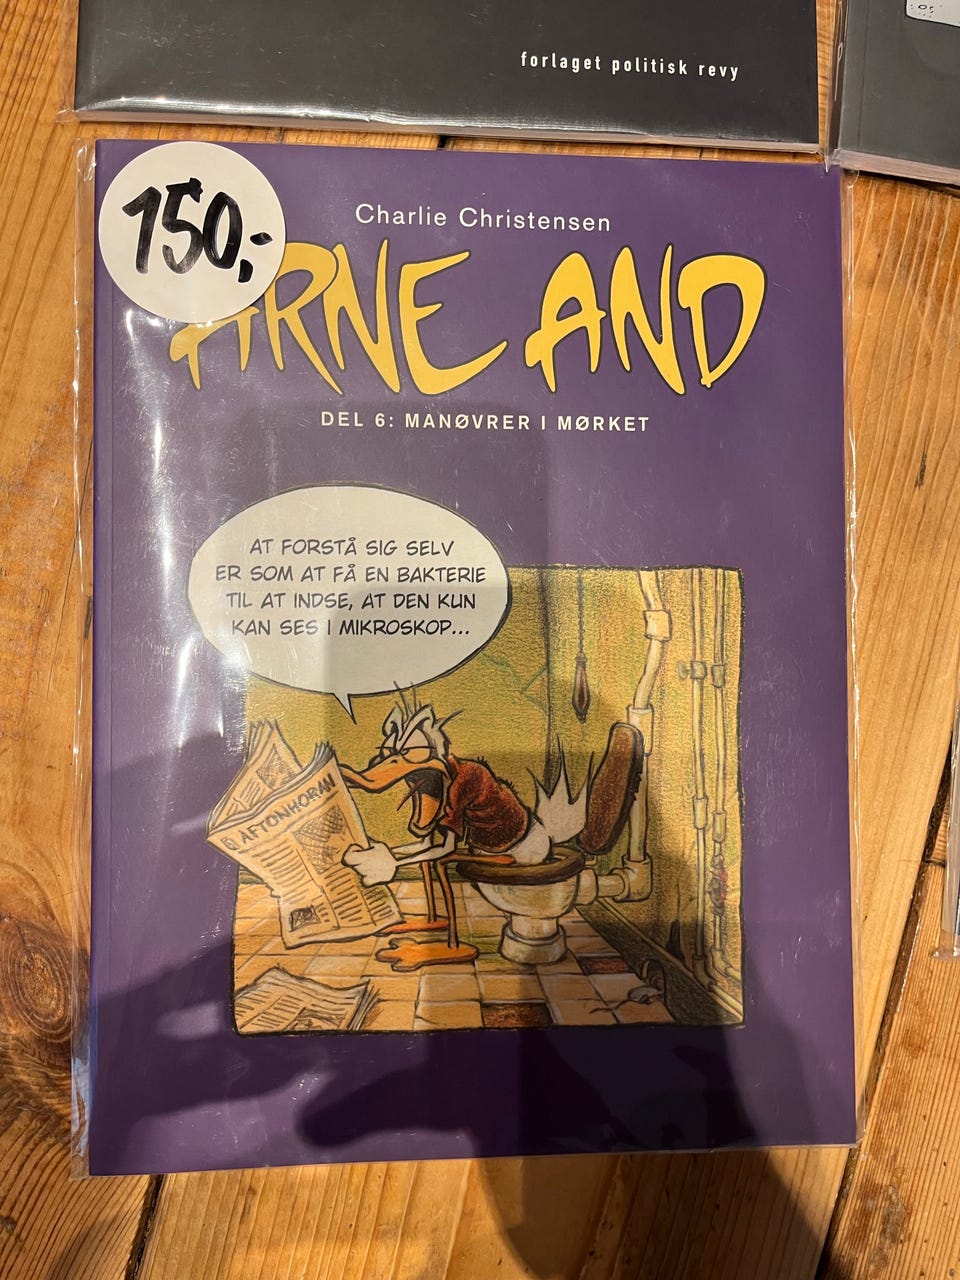 forlaget politisk revy
150,-
Charlie Christensen
ARNE AND
DEL 6: MANØVRER I MØRKET
AT FORSTÅ SIG SELV
ER SOM AT FÅ EN BAKTERIE
TIL AT INDSE, AT DEN KUN
KAN SES I MIKROSKOP...
AFTONHORAN